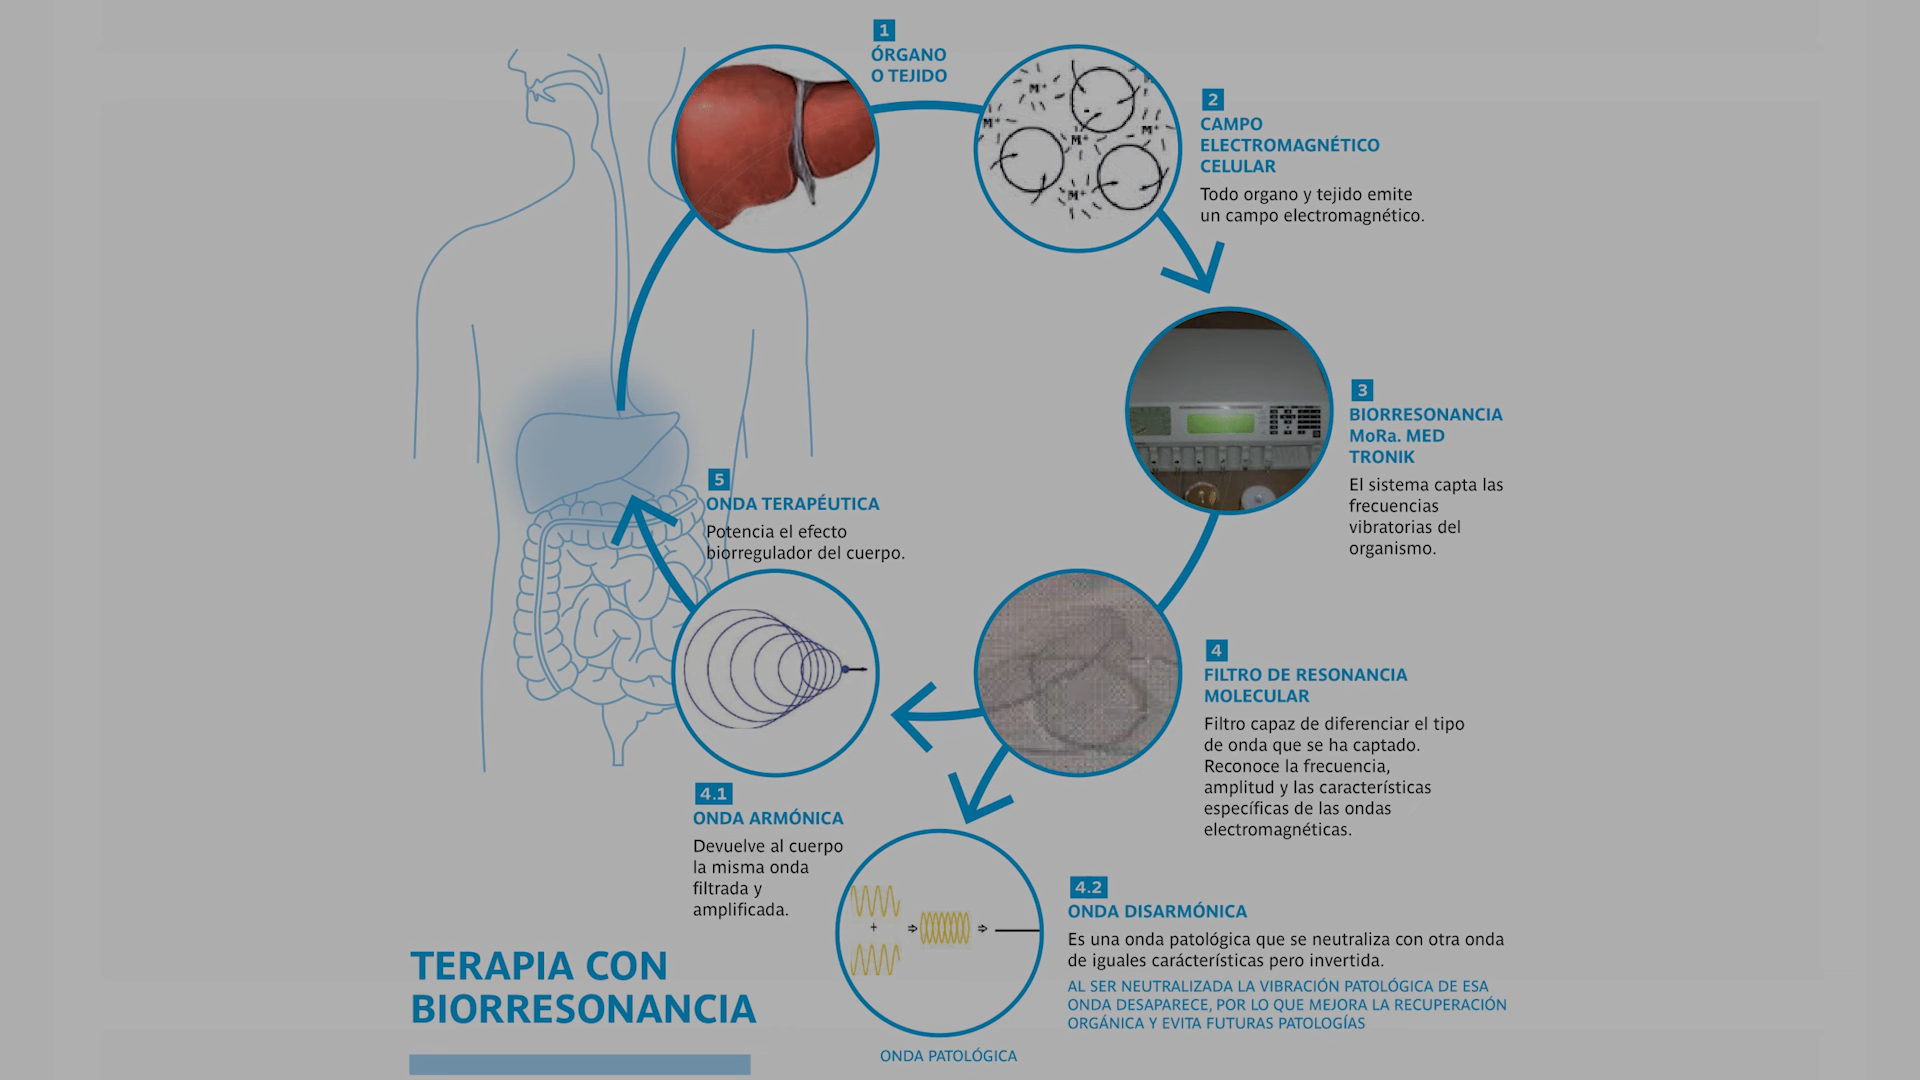 1
ÓRGANO
O TEJIDO
2
CAMPO
ELECTROMAGNÉTICO
CELULAR
Todo organo y tejido emite
un campo electromagnético.
M+
M+
M+
M+
M+
3
BIORRESONANCIA
MoRa. MED
TRONIK
El sistema capta las
frecuencias
vibratorias del
organismo.
4
FILTRO DE RESONANCIA
MOLECULAR
Filtro capaz de diferenciar el tipo
de onda que se ha captado.
Reconoce la frecuencia,
amplitud y las características
específicas de las ondas
electromagnéticas.
5
ONDA TERAPÉUTICA
Potencia el efecto
biorregulador del cuerpo.
4.1
ONDA ARMÓNICA
Devuelve al cuerpo
la misma onda
filtrada y
amplificada.
4.2
ONDA DISARMÓNICA
Es una onda patológica que se neutraliza con otra onda
de iguales carácterísticas pero invertida.
AL SER NEUTRALIZADA LA VIBRACIÓN PATOLÓGICA DE ESA
ONDA DESAPARECE, POR LO QUE MEJORA LA RECUPERACIÓN
ORGÁNICA Y EVITA FUTURAS PATOLOGÍAS
+
ONDA PATOLÓGICA
TERAPIA CON
BIORRESONANCIA